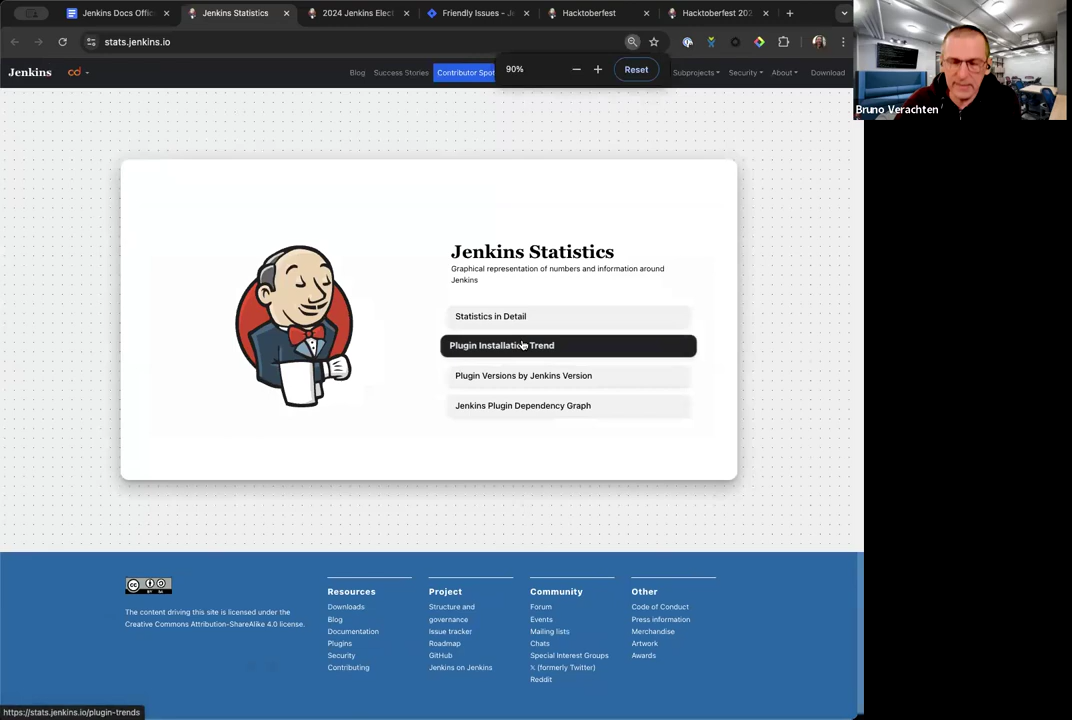 Jenkins Docs Offic
Jenkins Statistics
2024 Jenkins Elect
Friendly Issues - Je
Hacktoberfest
Hacktoberfest 202
stats.jenkins.io
90%
Reset
Jenkins
cd
Blog
Success Stories
Contributor Spot
Subprojects
Security
About
Download
Bruno Verachten
Jenkins Statistics
Graphical representation of numbers and information around
Jenkins
Statistics in Detail
Plugin Installation Trend
Plugin Versions by Jenkins Version
Jenkins Plugin Dependency Graph
The content driving this site is licensed under the
Creative Commons Attribution-ShareAlike 4.0 license.
Resources
Downloads
Blog
Documentation
Plugins
Security
Contributing
Project
Structure and
governance
Issue tracker
Roadmap
GitHub
Jenkins on Jenkins
Community
Forum
Events
Mailing lists
Chats
Special Interest Groups
𝕏 (formerly Twitter)
Reddit
Other
Code of Conduct
Press information
Merchandise
Artwork
Awards
https://stats.jenkins.io/plugin-trends